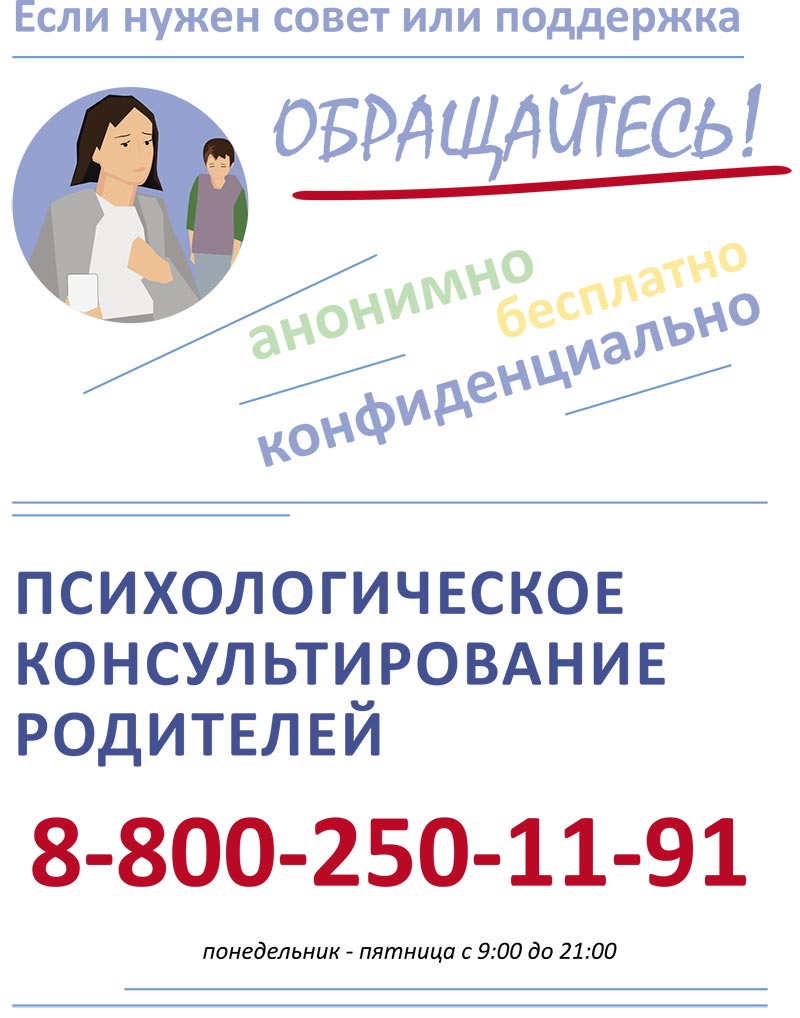 Если нужен совет или поддержка
ОБРАЩАЙТЕСЬ!
анонимно
бесплатно
конфиденциально
ПСИХОЛОГИЧЕСКОЕ
КОНСУЛЬТИРОВАНИЕ
РОДИТЕЛЕЙ
8-800-250-11-91
понедельник - пятница с 9:00 до 21:00